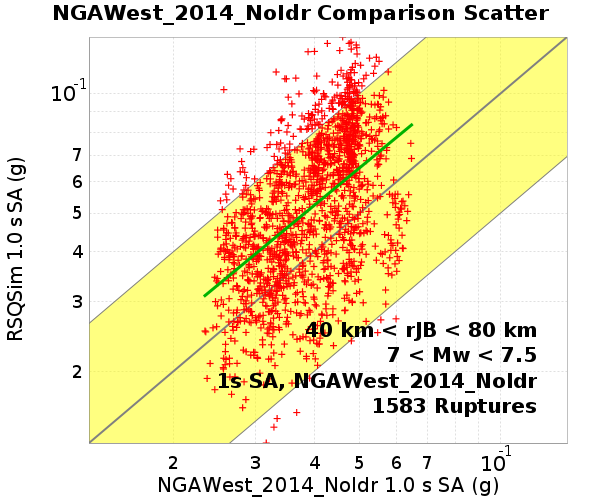 NGAWest_2014_NoIdr Comparison Scatter
10-1
7
6
5
4
3
2
RSQSim 1.0 s SA (g)
40 km < rJB < 80 km
7 < Mw < 7.5
1s SA, NGAWest_2014_NoIdr
1583 Ruptures
2 3 4 5 6 7 10-1
NGAWest_2014_NoIdr 1.0 s SA (g)